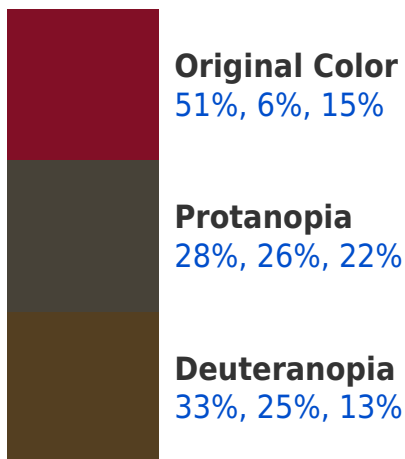 Original Color
51%, 6%, 15%
Protanopia
28%, 26%, 22%
Deuteranopia
33%, 25%, 13%